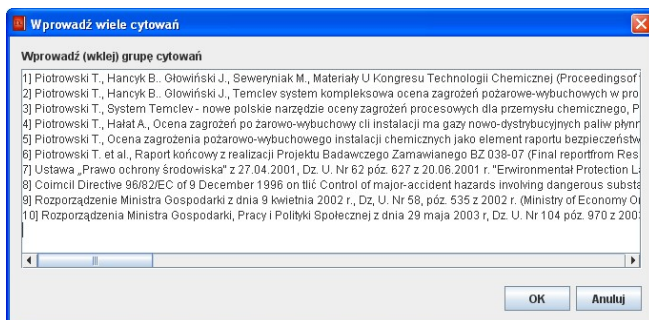 Wprowadź wiele cytowań
Wprowadź (wklej) grupę cytowań
1] Piotrowski T., Hancyk B.. Głowiński J., Seweryniak M., Materiały U Kongresu Technologii Chemicznej (Proceedingsof
2] Piotrowski T., Hancyk B.. Głowiński J., Temclev system kompleksowa ocena zagrożeń pożarowe-wybuchowych w pro
3] Piotrowski T., System Temclev - nowe polskie narzędzie oceny zagrożeń procesowych dla przemysłu chemicznego, P
4] Piotrowski T., Hałat A., Ocena zagrożeń po żarowo-wybuchowy cli instalacji ma gazy nowo-dystrybucyjnych paliw płynn
5] Piotrowski T., Ocena zagrożenia pożarowo-wybuchowego instalacji chemicznych jako element raportu bezpieczeństw
6] Piotrowski T. et al., Raport końcowy z realizacji Projektu Badawczego Zamawianego BZ 038-07 (Final reportfrom Res
7] Ustawa „Prawo ochrony środowiska" z 27.04.2001, Dz. U. Nr 62 póz. 627 z 20.06.2001 r. "Erwironmental Protection La
8] Coimcil Directive 96/82/EC of 9 December 1996 on tlić Control of major-accident hazards involving dangerous substa
9] Rozporządzenie Ministra Gospodarki z dnia 9 kwietnia 2002 r., Dz, U. Nr 58, póz. 535 z 2002 r. (Ministry of Economy O
10] Rozporządzenia Ministra Gospodarki, Pracy i Polityki Społecznej z dnia 29 maja 2003 r, Dz. U. Nr 104 póz. 970 z 200
OK Anuluj